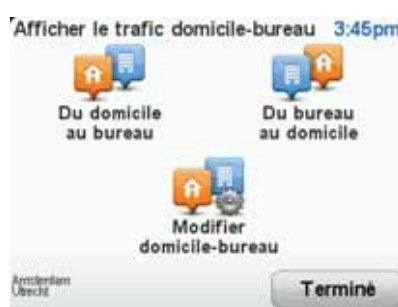 Afficher le trafic domicile-bureau 3:45pm
Du domicile
au bureau
Du bureau
au domicile
Modifier
domicile-bureau
Amsterdam
Utrecht
Terminé